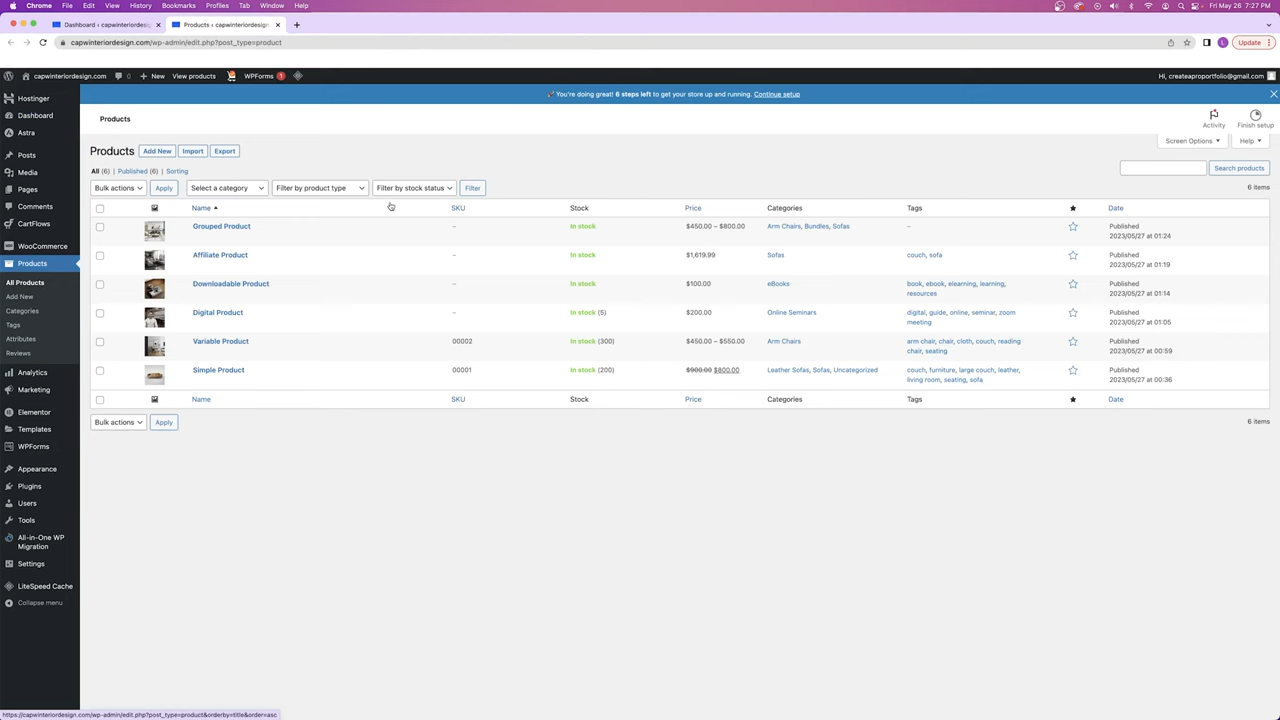 Chrome File Edit View History Bookmarks Profiles Tab Window Help Fri May 26 7:27 PM
Dashboard ‹ capwinteriordesig Products ‹ capwinteriordesign
capwinteriordesign.com/wp-admin/edit.php?post_type=product L Update
capwinteriordesign.com 0 New View products WPForms 1 Hi, createaproportfolio@gmail.com
🚀 You're doing great! 6 steps left to get your store up and running. Continue setup
Products Activity Finish setup
Screen Options Help
Products Add New Import Export
All (6) | Published (6) | Sorting Search products
Bulk actions Apply Select a category Filter by product type Filter by stock status Filter 6 items
Name SKU Stock Price Categories Tags Date
Grouped Product – In stock $450.00 – $800.00 Arm Chairs, Bundles, Sofas – Published
2023/05/27 at 01:24
Affiliate Product – In stock $1,619.99 Sofas couch, sofa Published
2023/05/27 at 01:19
Downloadable Product – In stock $100.00 eBooks book, ebook, elearning, learning, Published
resources 2023/05/27 at 01:14
Digital Product – In stock (5) $200.00 Online Seminars digital, guide, online, seminar, zoom Published
meeting 2023/05/27 at 01:05
Variable Product 00002 In stock (300) $450.00 – $550.00 Arm Chairs arm chair, chair, cloth, couch, reading Published
chair, seating 2023/05/27 at 00:59
Simple Product 00001 In stock (200) $900.00 $800.00 Leather Sofas, Sofas, Uncategorized couch, furniture, large couch, leather, Published
living room, seating, sofa 2023/05/27 at 00:36
Name SKU Stock Price Categories Tags Date
Bulk actions Apply 6 items
Hostinger
Dashboard
Astra
Posts
Media
Pages
Comments
CartFlows
WooCommerce
Products
All Products
Add New
Categories
Tags
Attributes
Reviews
Analytics
Marketing
Elementor
Templates
WPForms
Appearance
Plugins
Users
Tools
All-in-One WP
Migration
Settings
LiteSpeed Cache
Collapse menu
https://capwinteriordesign.com/wp-admin/edit.php?post_type=product&orderby=title&order=asc